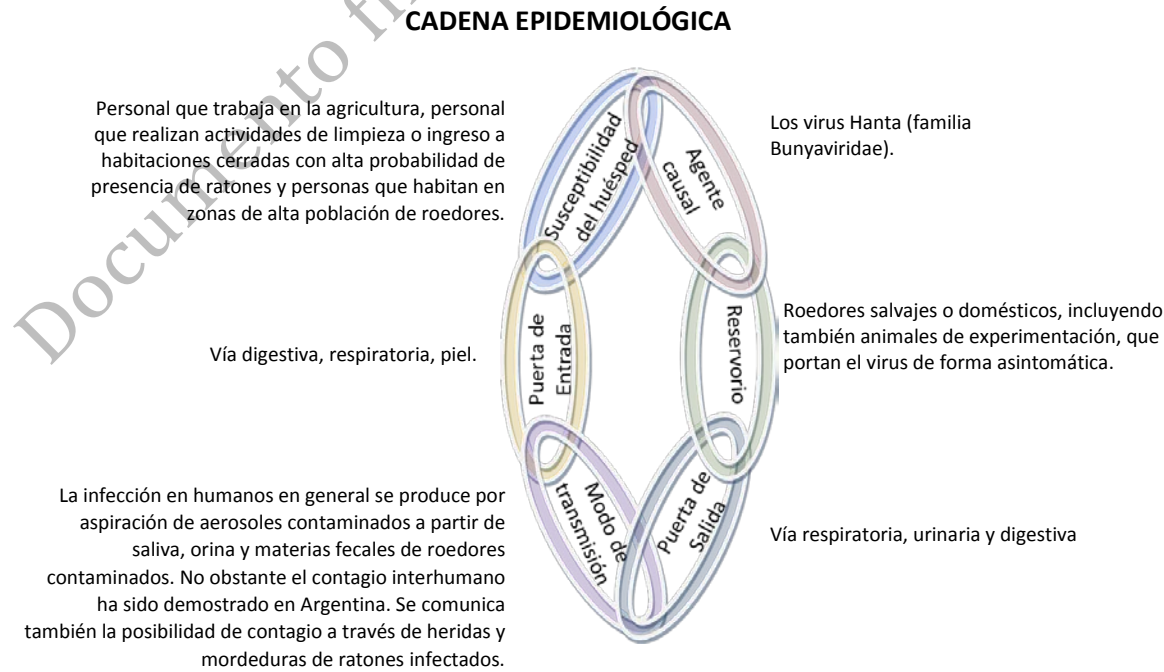 CADENA EPIDEMIOLÓGICA
Personal que trabaja en la agricultura, personal
que realizan actividades de limpieza o ingreso a
habitaciones cerradas con alta probabilidad de
presencia de ratones y personas que habitan en
zonas de alta población de roedores.
Susceptibilidad
del huésped
Agente
causal
Los virus Hanta (familia
Bunyaviridae).
Vía digestiva, respiratoria, piel.
Puerta de
Entrada
Reservorio
Roedores salvajes o domésticos, incluyendo
también animales de experimentación, que
portan el virus de forma asintomática.
La infección en humanos en general se produce por
aspiración de aerosoles contaminados a partir de
saliva, orina y materias fecales de roedores
contaminados. No obstante el contagio interhumano
ha sido demostrado en Argentina. Se comunica
también la posibilidad de contagio a través de heridas y
mordeduras de ratones infectados.
Modo de
transmisión
Puerta de
Salida
Vía respiratoria, urinaria y digestiva
Documento